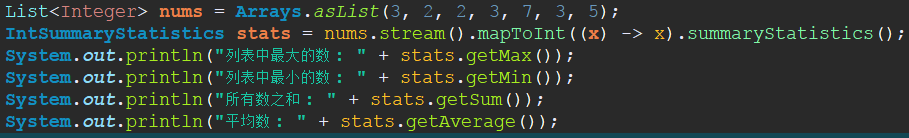 List<Integer> nums = Arrays.asList(3, 2, 2, 3, 7, 3, 5);
IntSummaryStatistics stats = nums.stream().mapToInt((x) -> x).summaryStatistics();
System.out.println("列表中最大的数: " + stats.getMax());
System.out.println("列表中最小的数: " + stats.getMin());
System.out.println("所有数之和: " + stats.getSum());
System.out.println("平均数: " + stats.getAverage());